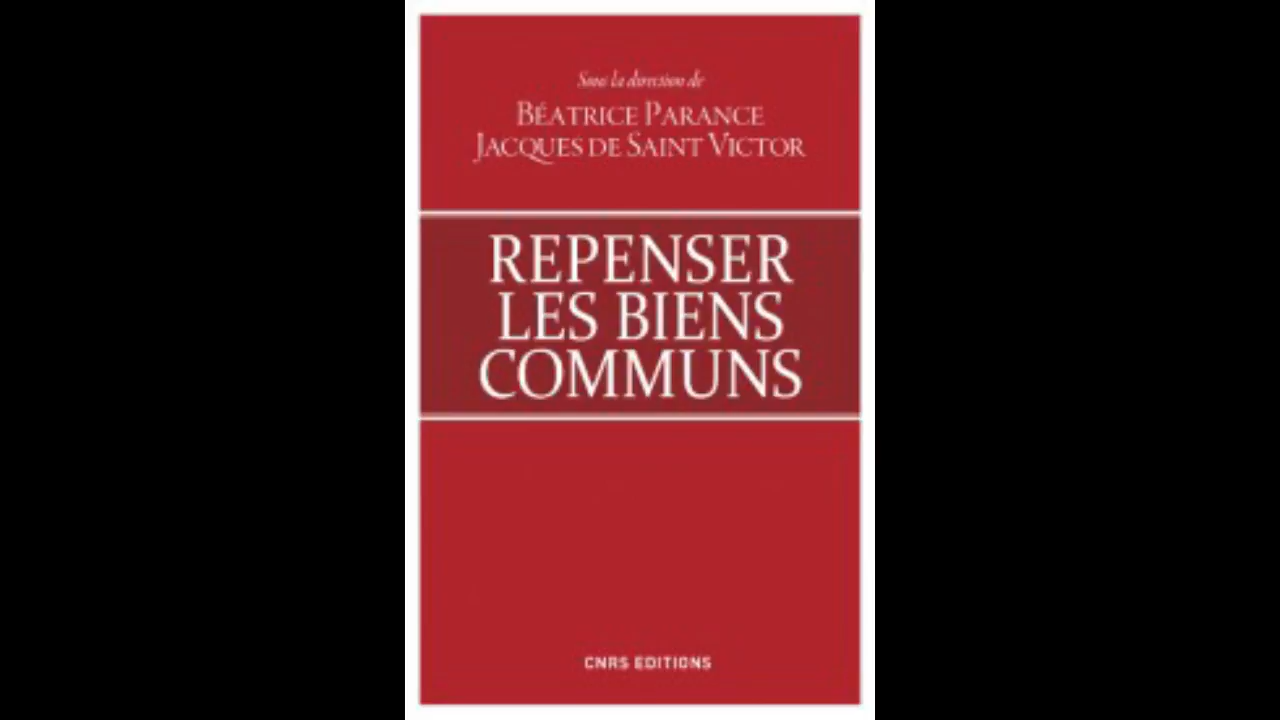 Sous la direction de
BÉATRICE PARANCE
JACQUES DE SAINT VICTOR
REPENSER
LES BIENS
COMMUNS
CNRS EDITIONS